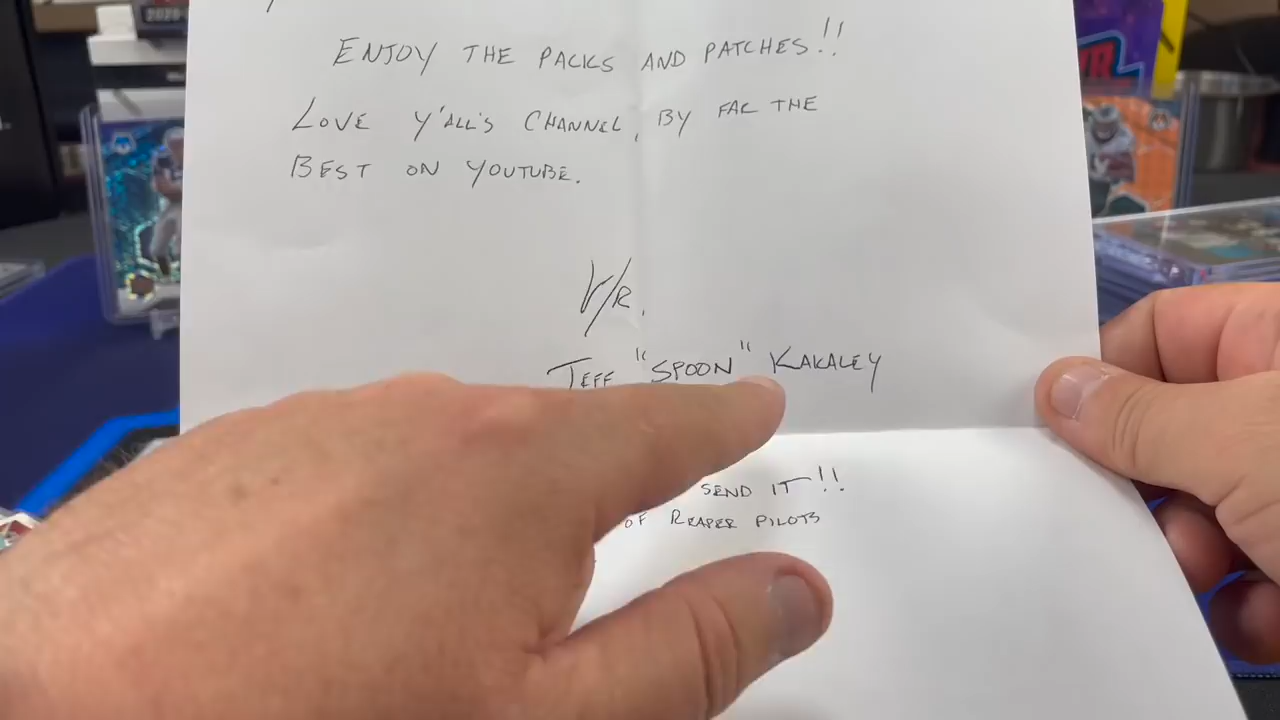 ENJOY THE PACKS AND PATCHES!!
LOVE Y'ALL'S CHANNEL, BY FAR THE
BEST ON YOUTUBE.
V/R.
JEFF "SPOON" KAKALEY
SEND IT!!
OF REAPER PILOTS